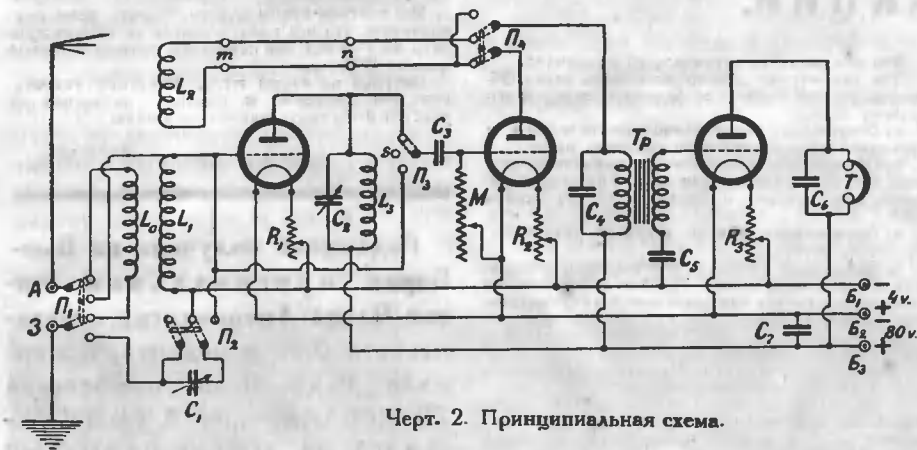 m
n
П₄
L₂
C₃
Tp
s
П₃
M
C₂
L₃
C₄
C₆
T
L₀
L₁
R₁
R₂
R₃
C₅
A
П₁
З
П₂
C₁
Б₁ – 4v.
+
Б₂ –
C₇
80v.
Б₃ +
Черт. 2. Принципиальная схема.